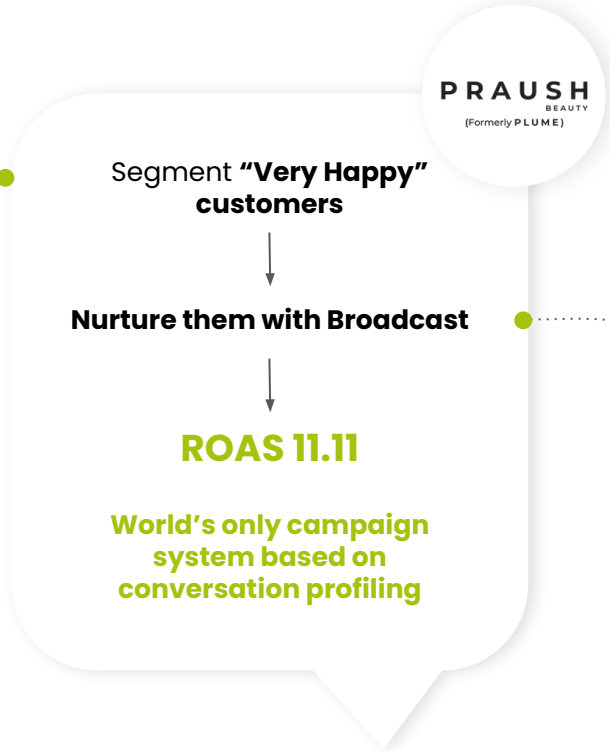 PRAUSH
BEAUTY
(Formerly PLUME)
Segment “Very Happy”
customers
Nurture them with Broadcast
ROAS 11.11
World’s only campaign
system based on
conversation profiling